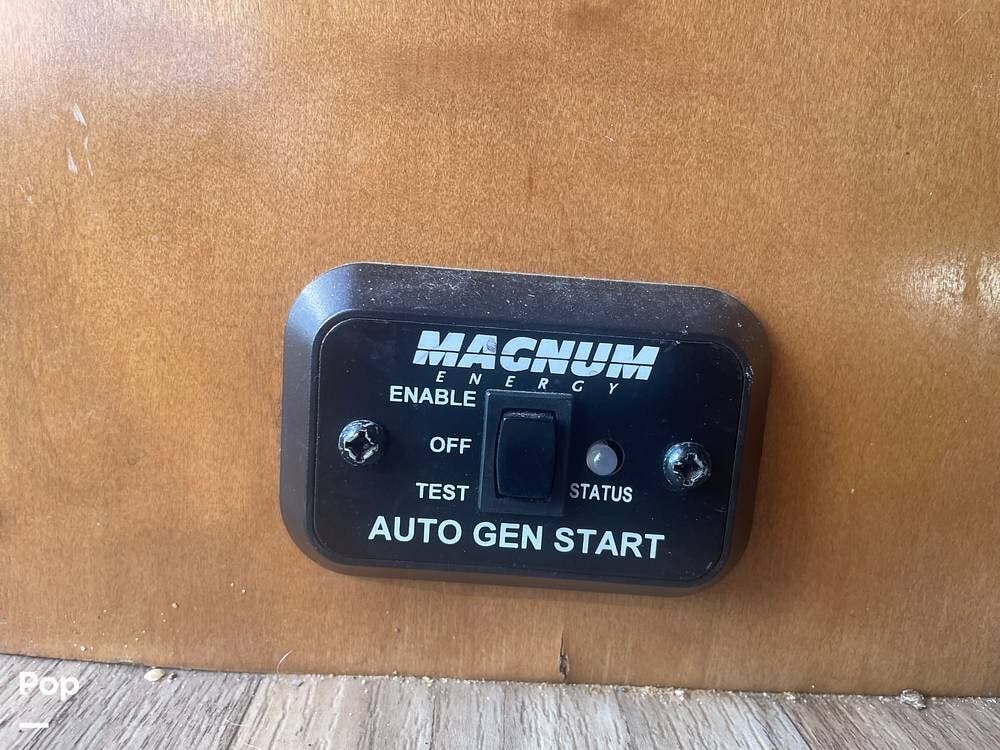 MAGNUM
ENERGY
ENABLE
OFF
TEST
STATUS
AUTO GEN START
Pop